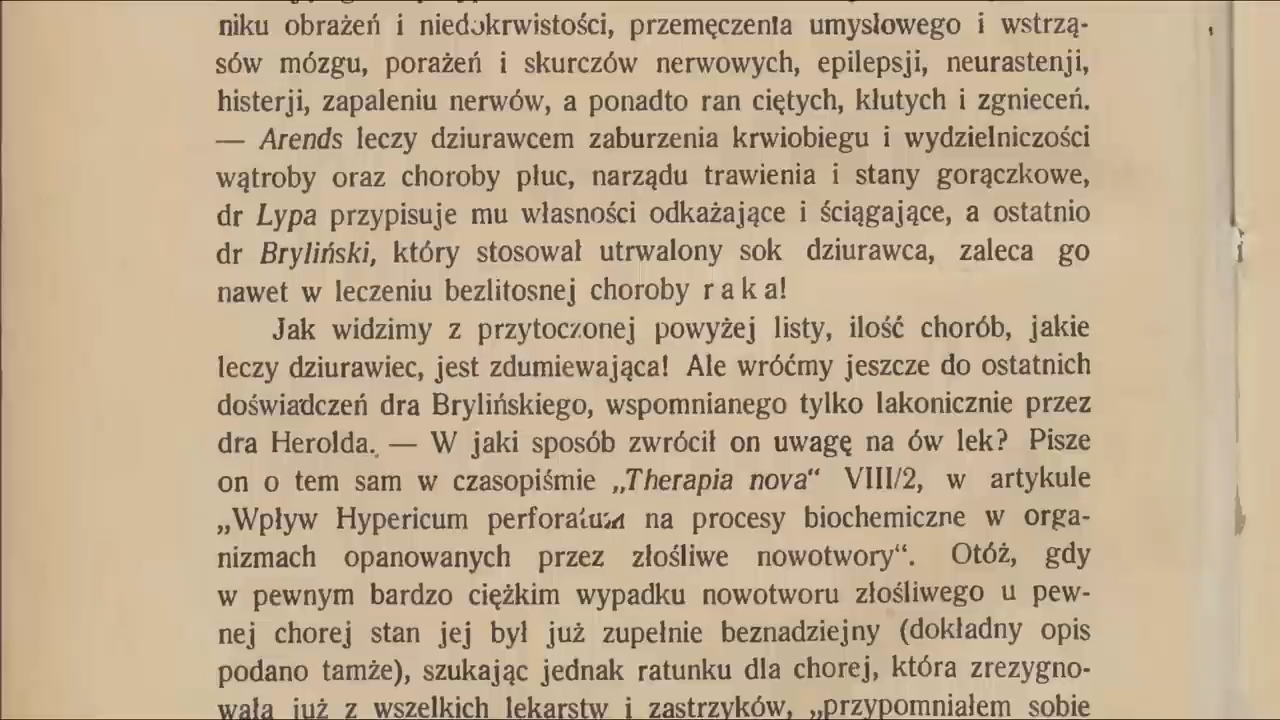 niku obrażeń i niedokrwistości, przemęczenia umysłowego i wstrzą-
sów mózgu, porażeń i skurczów nerwowych, epilepsji, neurastenji,
histerji, zapaleniu nerwów, a ponadto ran ciętych, kłutych i zgnieceń.
— Arends leczy dziurawcem zaburzenia krwiobiegu i wydzielniczości
wątroby oraz choroby płuc, narządu trawienia i stany gorączkowe,
dr Lypa przypisuje mu własności odkażające i ściągające, a ostatnio
dr Bryliński, który stosował utrwalony sok dziurawca, zaleca go
nawet w leczeniu bezlitosnej choroby r a k a!
Jak widzimy z przytoczonej powyżej listy, ilość chorób, jakie
leczy dziurawiec, jest zdumiewająca! Ale wróćmy jeszcze do ostatnich
doświadczeń dra Brylińskiego, wspomnianego tylko lakonicznie przez
dra Herolda. — W jaki sposób zwrócił on uwagę na ów lek? Pisze
on o tem sam w czasopiśmie „Therapia nova“ VIII/2, w artykule
„Wpływ Hypericum perforatum na procesy biochemiczne w orga-
nizmach opanowanych przez złośliwe nowotwory“. Otóż, gdy
w pewnym bardzo ciężkim wypadku nowotworu złośliwego u pew-
nej chorej stan jej był już zupełnie beznadziejny (dokładny opis
podano tamże), szukając jednak ratunku dla chorej, która zrezygno-
wała już z wszelkich lekarstw i zastrzyków, „przypomniałem sobie